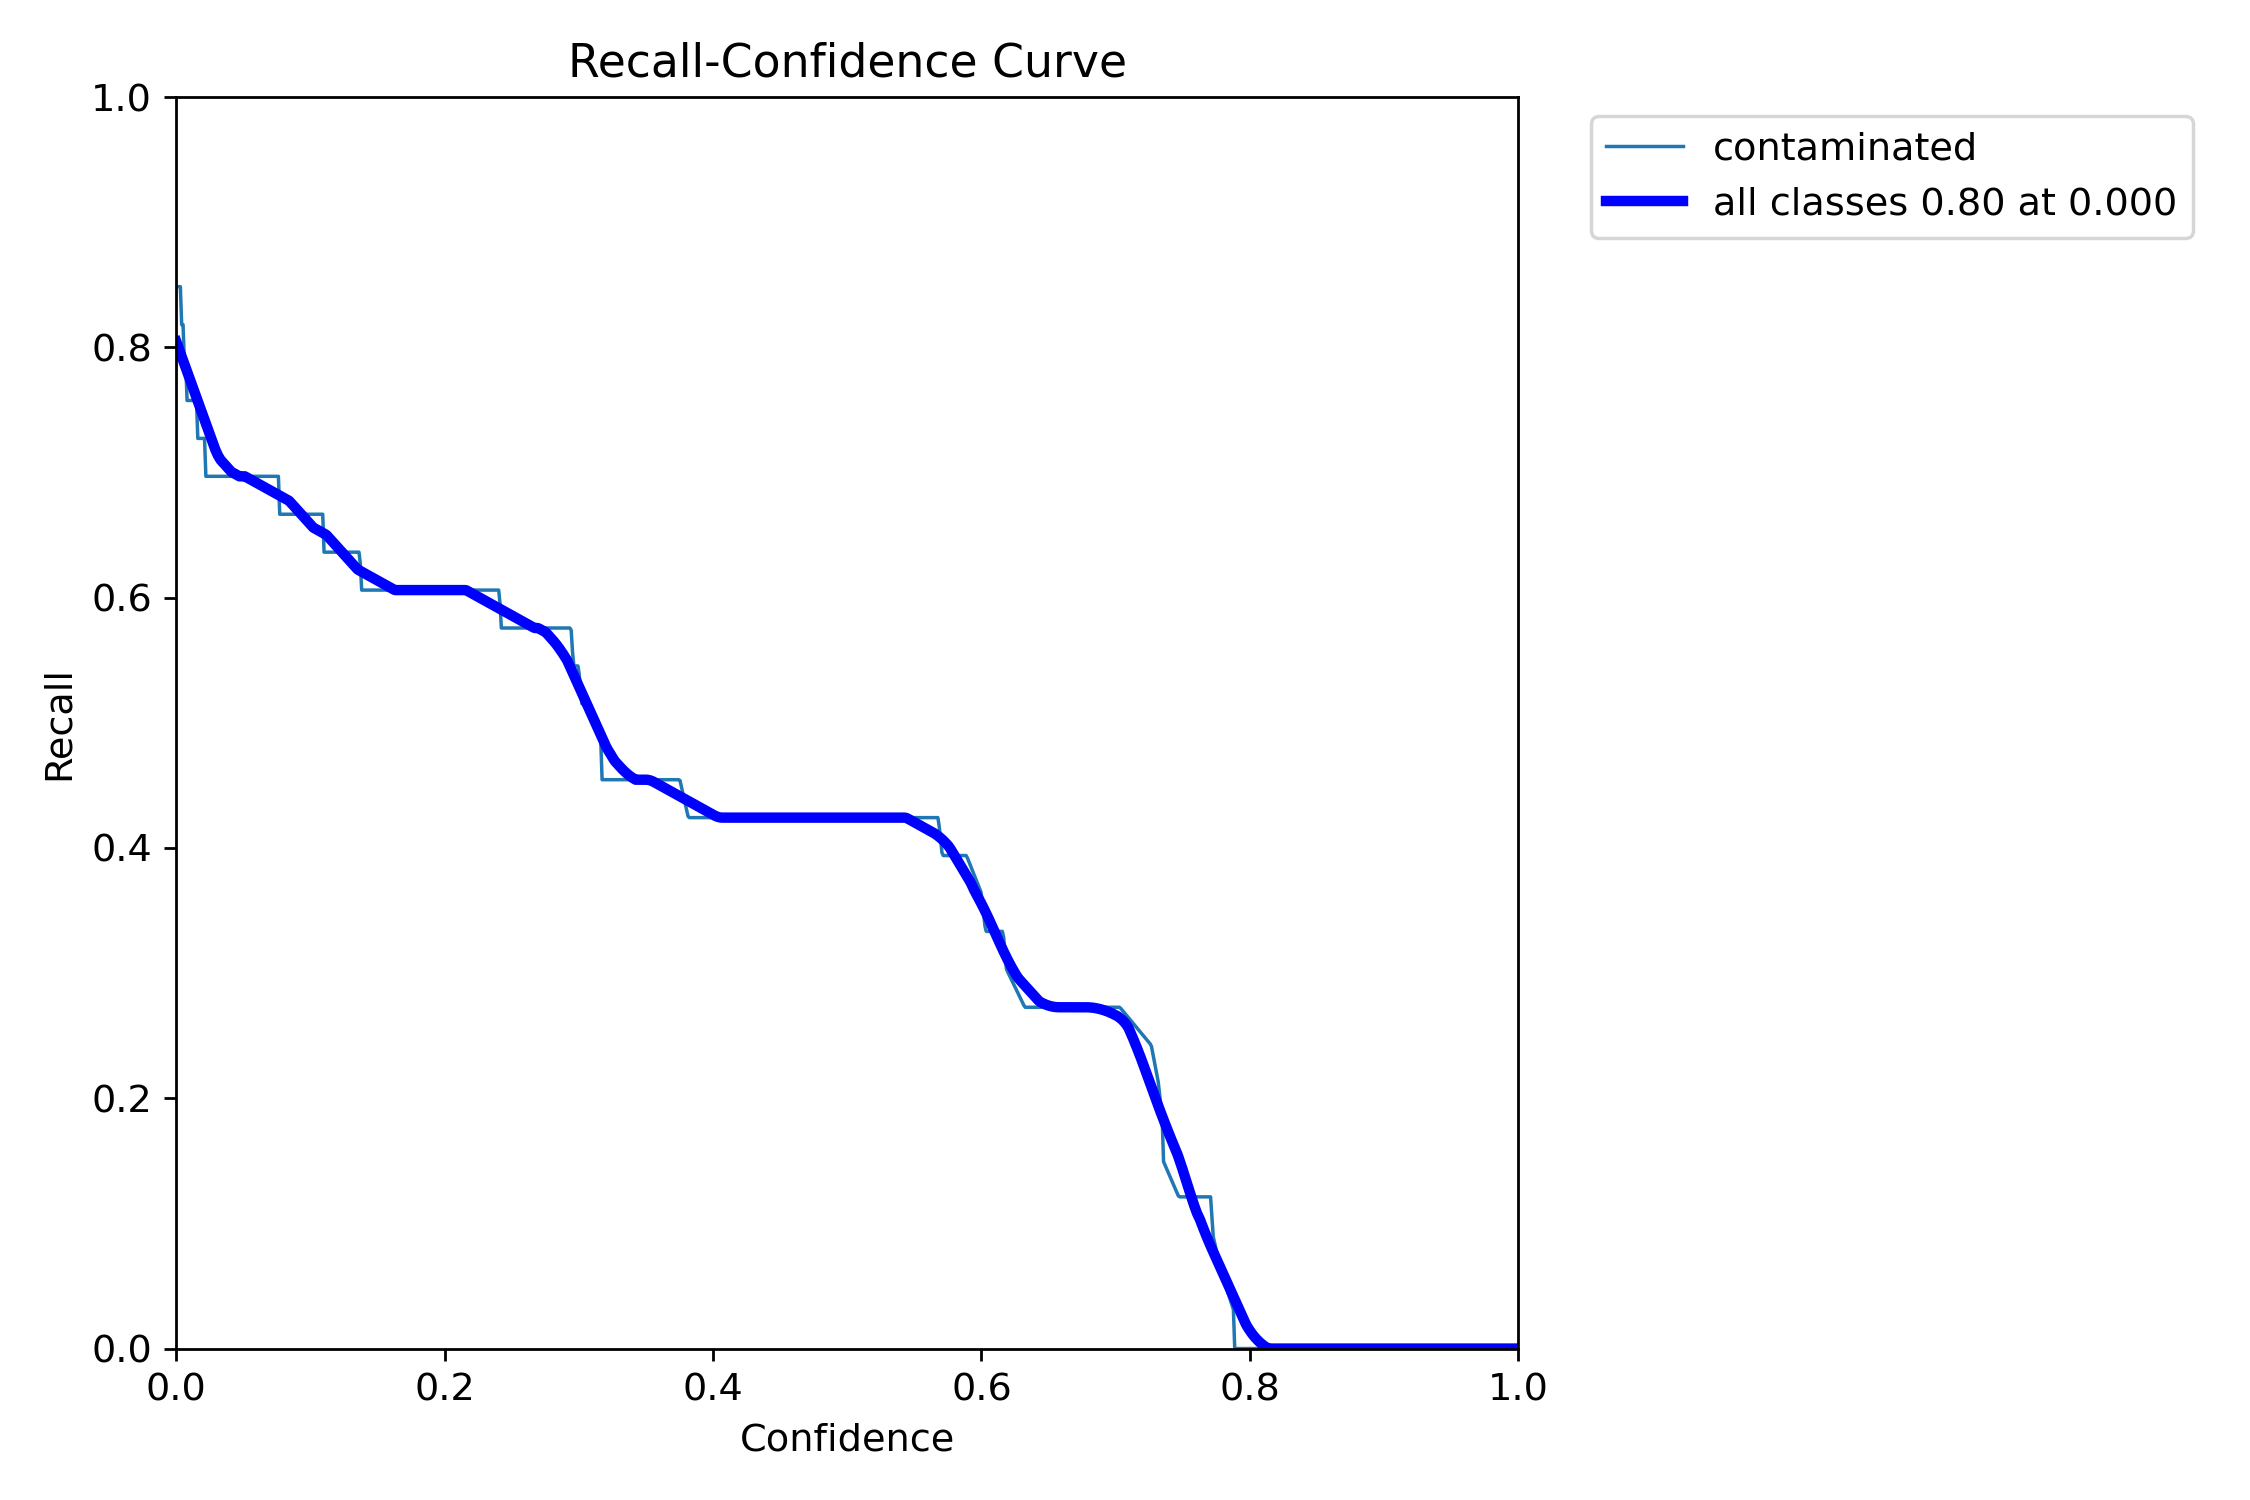 Recall-Confidence Curve
contaminated
all classes 0.80 at 0.000
1.0
0.8
0.6
0.4
0.2
0.0
Recall
0.0 0.2 0.4 0.6 0.8 1.0
Confidence